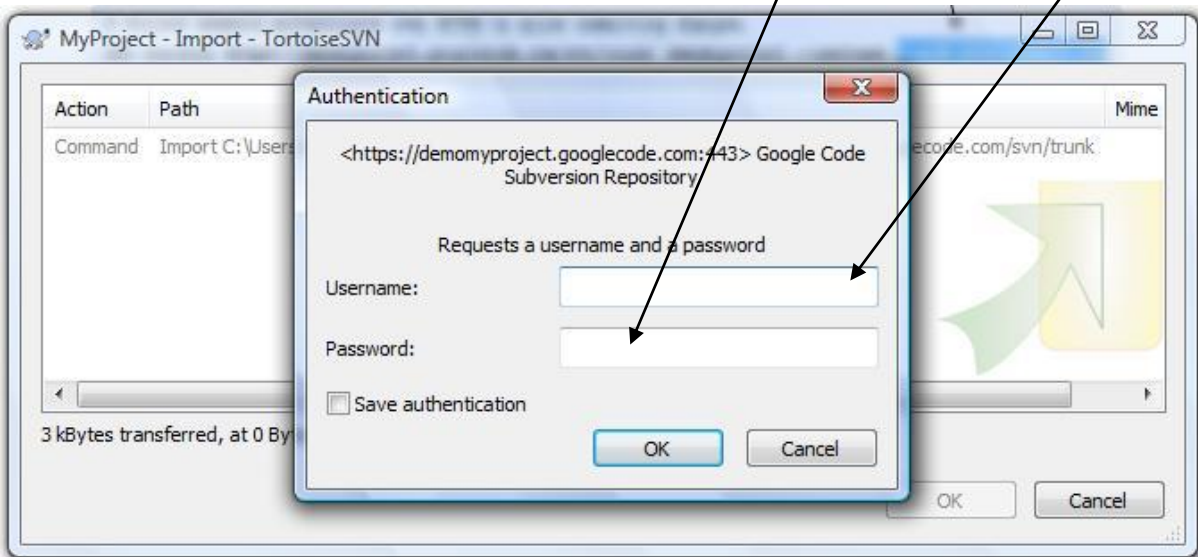 MyProject - Import - TortoiseSVN
Action Path Mime
Command Import C:\Users ecode.com/svn/trunk
Authentication
<https://demomyproject.googlecode.com:443> Google Code
Subversion Repository
Requests a username and a password
Username:
Password:
Save authentication
OK Cancel
3 kBytes transferred, at 0 By
OK Cancel